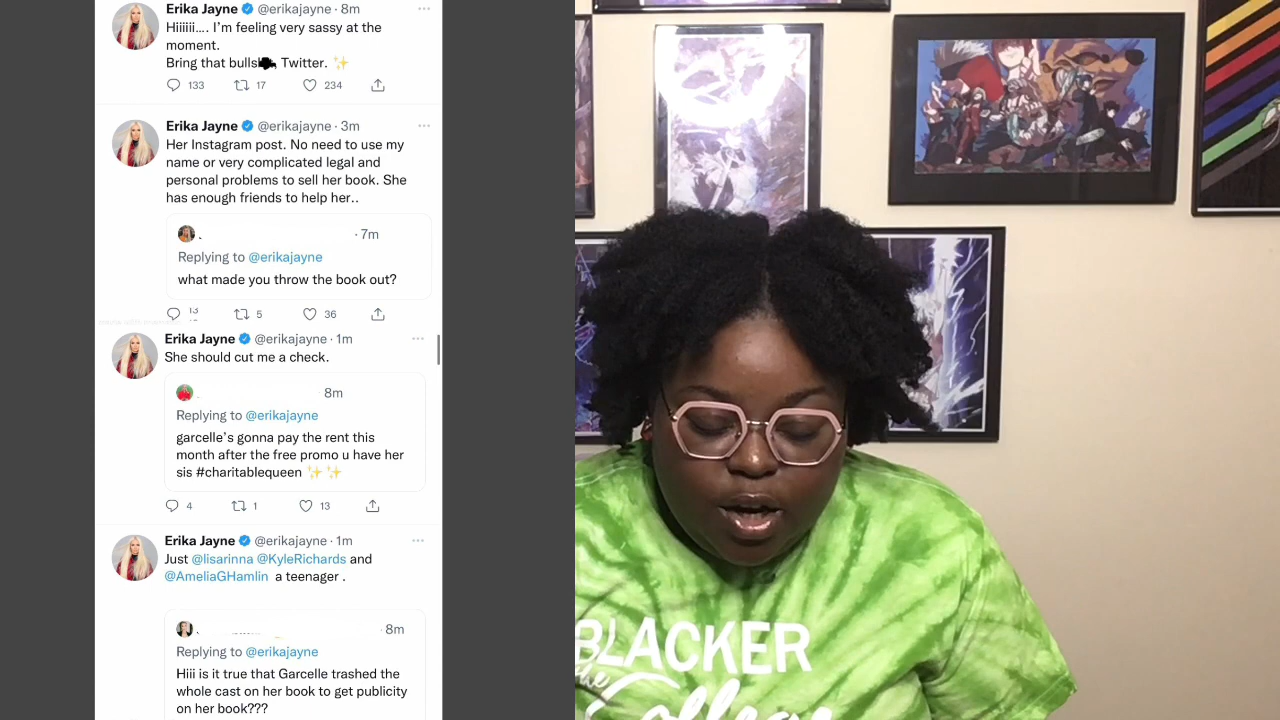 Erika Jayne @erikajayne · 8m
Hiiiiii.... I'm feeling very sassy at the
moment.
Bring that bulls Twitter. ✨
133 17 234
Erika Jayne @erikajayne · 3m
Her Instagram post. No need to use my
name or very complicated legal and
personal problems to sell her book. She
has enough friends to help her..
· 7m
Replying to @erikajayne
what made you throw the book out?
13 5 36
Erika Jayne @erikajayne · 1m
She should cut me a check.
8m
Replying to @erikajayne
garcelle's gonna pay the rent this
month after the free promo u have her
sis #charitablequeen ✨✨
4 1 13
Erika Jayne @erikajayne · 1m
Just @lisarinna @KyleRichards and
@AmeliaGHamlin a teenager .
· 8m
Replying to @erikajayne
Hiii is it true that Garcelle trashed the
whole cast on her book to get publicity
on her book???
BLACKER
the
College